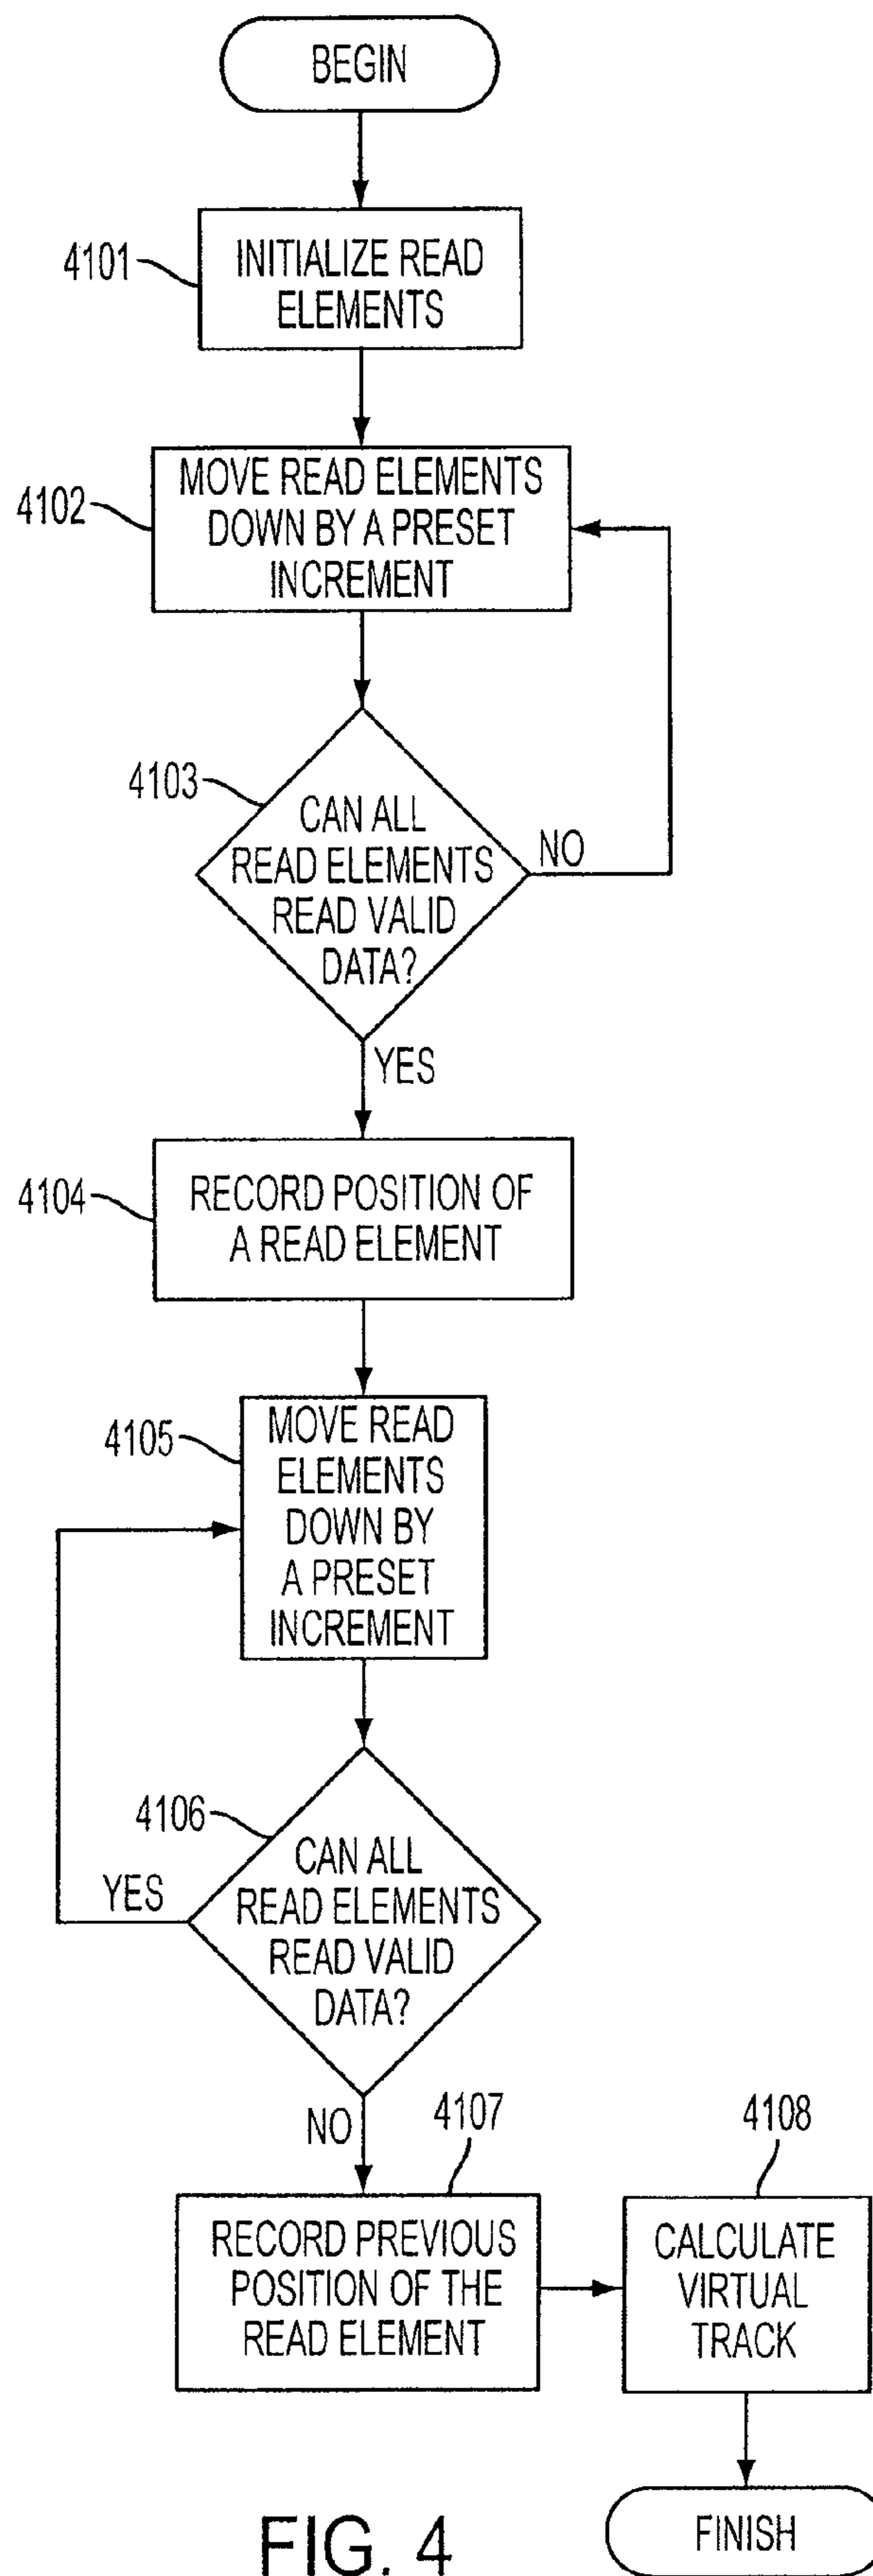 BEGIN
4101
INITIALIZE READ
ELEMENTS
4102
MOVE READ ELEMENTS
DOWN BY A PRESET
INCREMENT
4103
CAN ALL
READ ELEMENTS
READ VALID
DATA?
NO
YES
4104
RECORD POSITION OF
A READ ELEMENT
4105
MOVE READ
ELEMENTS
DOWN BY
A PRESET
INCREMENT
4106
CAN ALL
READ ELEMENTS
READ VALID
DATA?
YES
NO
4107
RECORD PREVIOUS
POSITION OF THE
READ ELEMENT
4108
CALCULATE
VIRTUAL
TRACK
FINISH
FIG. 4